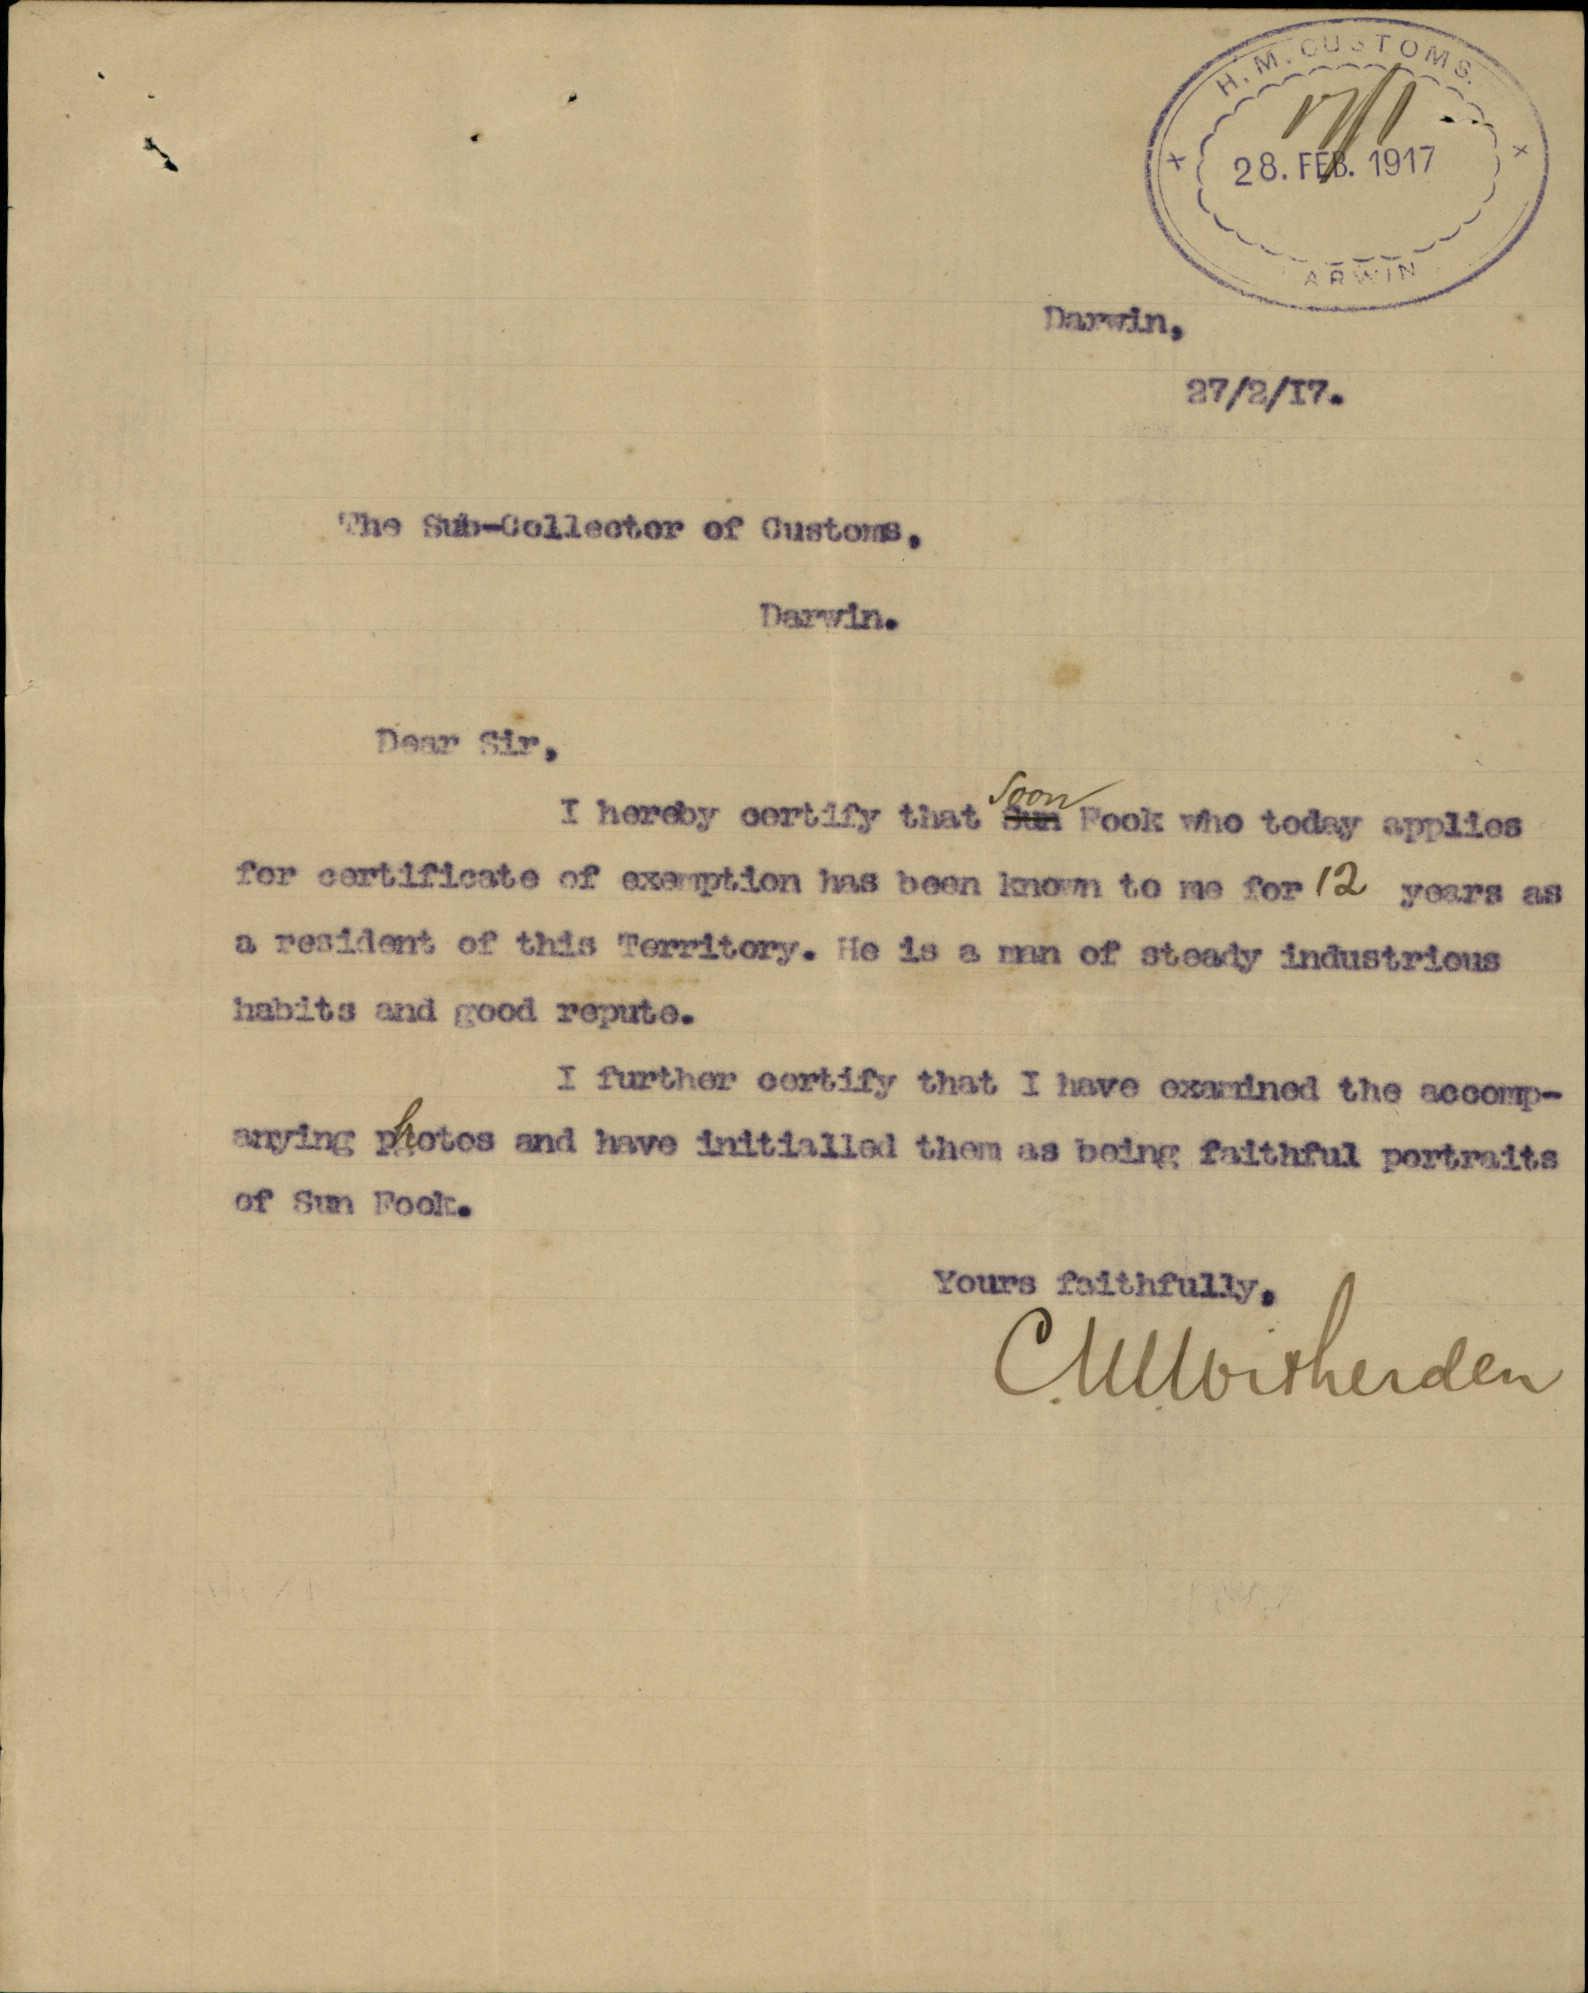 H.M. CUSTOMS.
28. FEB. 1917
ARWIN
Darwin,
27/2/I7.
The Sub-Collector of Customs,
Darwin.
Dear Sir,
Soon
I hereby certify that Sun Fook who today applies
for certificate of exemption has been known to me for 12 years as
a resident of this Territory. He is a man of steady industrious
habits and good repute.
I further certify that I have examined the accomp-
anying photos and have initialled them as being faithful portraits
of Sun Fook.
Yours faithfully,
C.W. Witherden